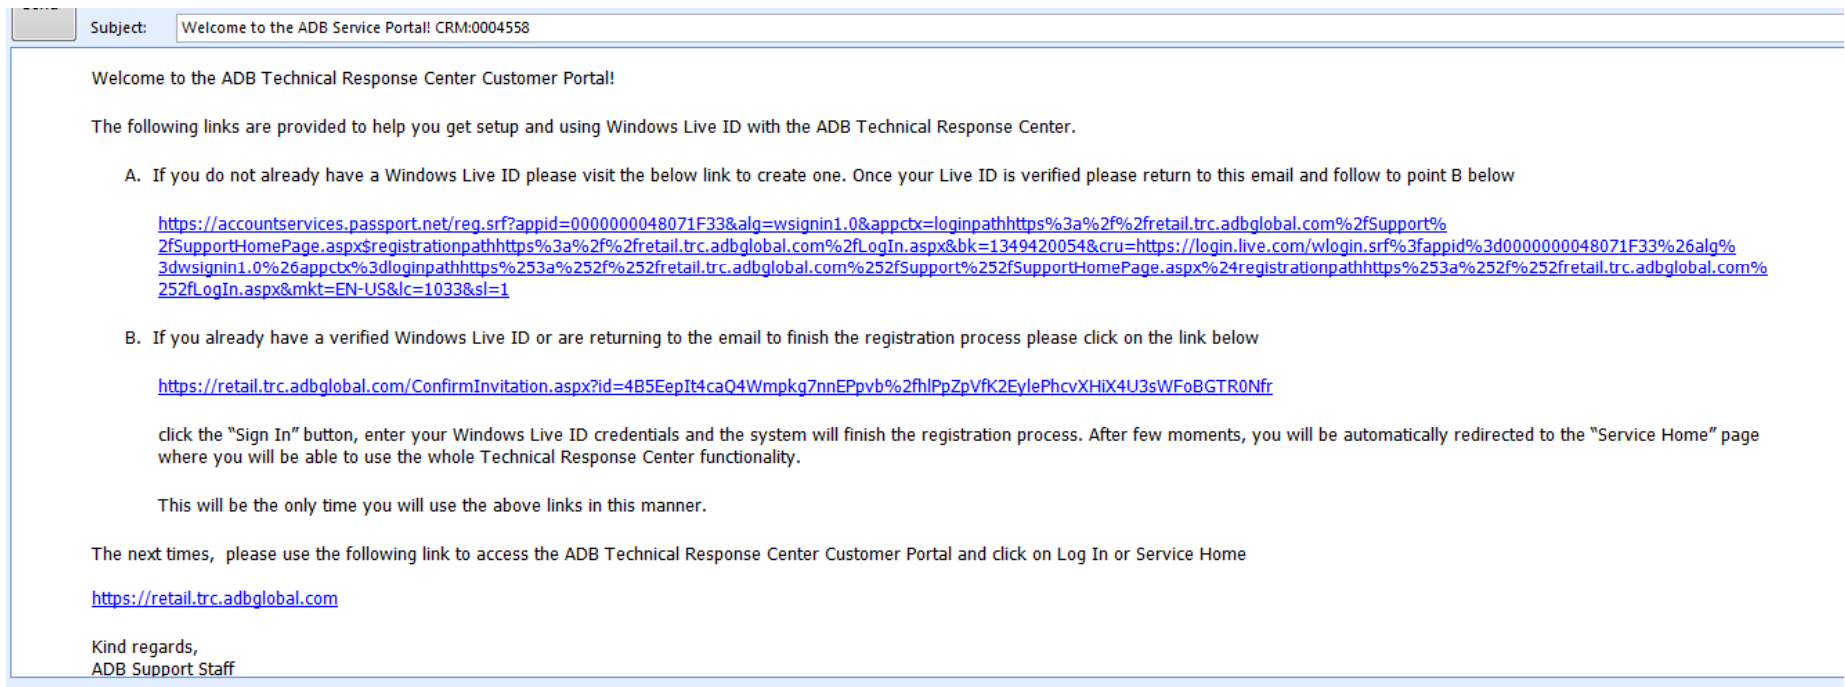 Subject: Welcome to the ADB Service Portal! CRM:0004558
Welcome to the ADB Technical Response Center Customer Portal!
The following links are provided to help you get setup and using Windows Live ID with the ADB Technical Response Center.
A. If you do not already have a Windows Live ID please visit the below link to create one. Once your Live ID is verified please return to this email and follow to point B below
https://accountservices.passport.net/reg.srf?appid=0000000048071F33&alg=wsignin1.0&appctx=loginpathhttps%3a%2f%2fretail.trc.adbglobal.com%2fSupport%
2fSupportHomePage.aspx$registrationpathhttps%3a%2f%2fretail.trc.adbglobal.com%2fLogIn.aspx&bk=1349420054&cru=https://login.live.com/wlogin.srf%3fappid%3d0000000048071F33%26alg%
3dwsignin1.0%26appctx%3dloginpathhttps%253a%252f%252fretail.trc.adbglobal.com%252fSupport%252fSupportHomePage.aspx%24registrationpathhttps%253a%252f%252fretail.trc.adbglobal.com%
252fLogIn.aspx&mkt=EN-US&lc=1033&sl=1
B. If you already have a verified Windows Live ID or are returning to the email to finish the registration process please click on the link below
https://retail.trc.adbglobal.com/ConfirmInvitation.aspx?id=4B5EepIt4caQ4Wmpkg7nnEPpvb%2fhlPpZpVfK2EylePhcvXHiX4U3sWFoBGTR0Nfr
click the “Sign In” button, enter your Windows Live ID credentials and the system will finish the registration process. After few moments, you will be automatically redirected to the “Service Home” page
where you will be able to use the whole Technical Response Center functionality.
This will be the only time you will use the above links in this manner.
The next times,  please use the following link to access the ADB Technical Response Center Customer Portal and click on Log In or Service Home
https://retail.trc.adbglobal.com
Kind regards,
ADB Support Staff